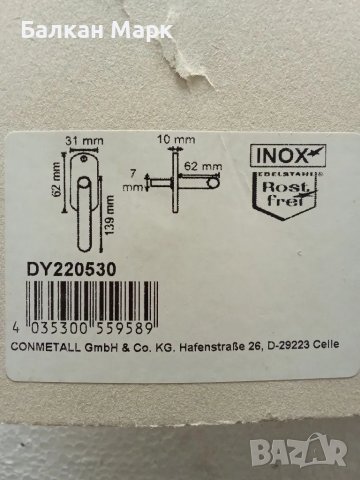 Балкан Марк
31 mm
62 mm
139 mm
10 mm
7 mm
62 mm
INOX
EDELSTAHL
Rost frei
DY220530
4 035300 559589
CONMETALL GmbH & Co. KG. Hafenstraße 26, D-29223 Celle
BAZAR